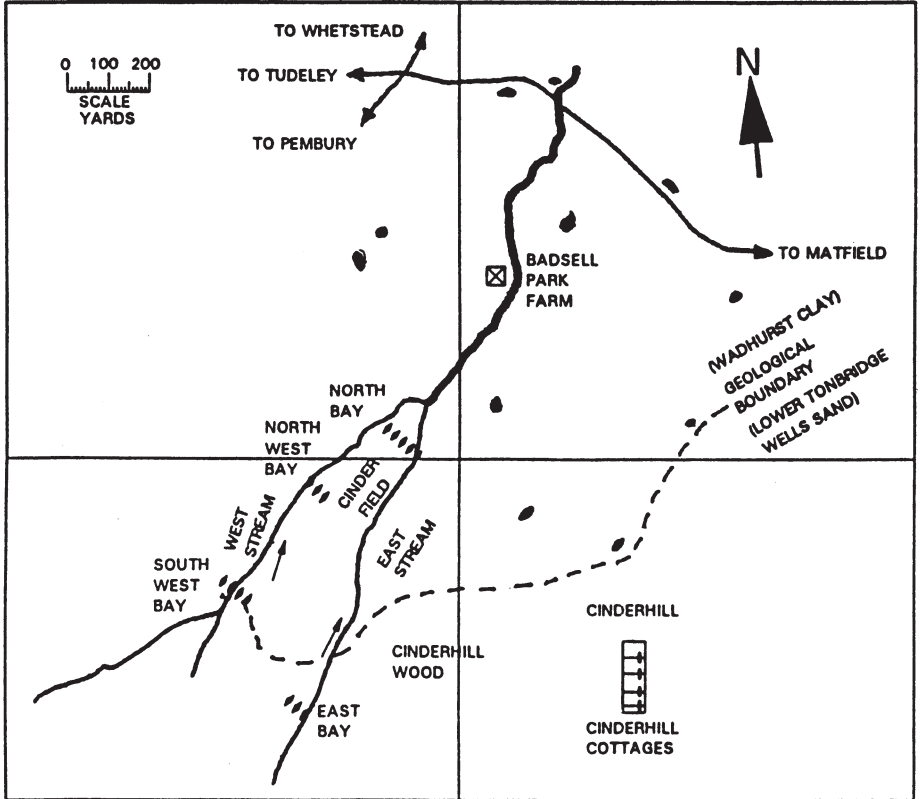 TO WHETSTEAD
0 100 200
SCALE
YARDS
TO TUDELEY
TO PEMBURY
N
TO MATFIELD
BADSELL
PARK
FARM
(WADHURST CLAY)
GEOLOGICAL
BOUNDARY
(LOWER TONBRIDGE
WELLS SAND)
NORTH
BAY
NORTH
WEST
BAY
CINDER
FIELD
WEST
STREAM
EAST
STREAM
SOUTH
WEST
BAY
CINDERHILL
WOOD
EAST
BAY
CINDERHILL
CINDERHILL
COTTAGES